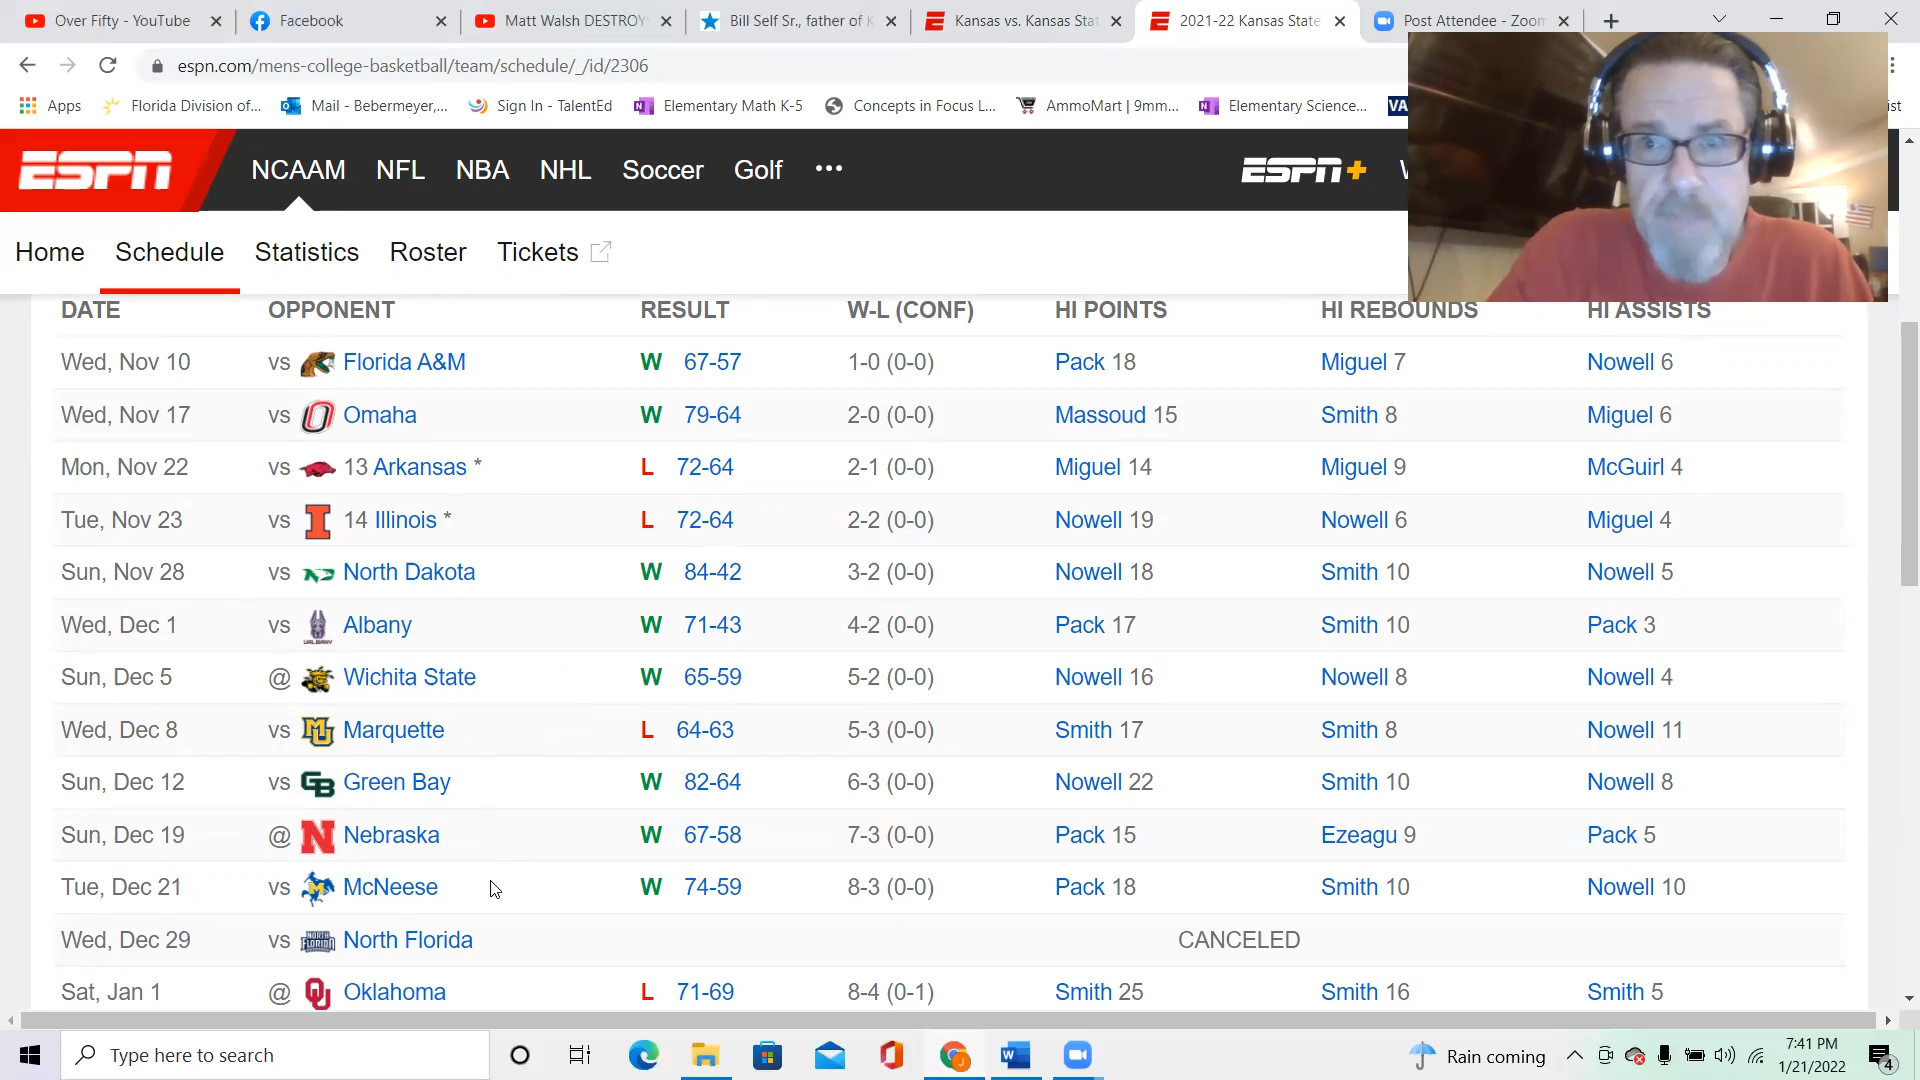 Over Fifty - YouTube
Facebook
Matt Walsh DESTROY
Bill Self Sr., father of K
Kansas vs. Kansas Stat
2021-22 Kansas State
Post Attendee - Zoom
espn.com/mens-college-basketball/team/schedule/_/id/2306
Apps Florida Division of... Mail - Bebermeyer,... Sign In - TalentEd Elementary Math K-5 Concepts in Focus L... AmmoMart | 9mm... Elementary Science... VA ist
ESPN NCAAM NFL NBA NHL Soccer Golf ••• ESPN+
Home Schedule Statistics Roster Tickets
DATE OPPONENT RESULT W-L (CONF) HI POINTS HI REBOUNDS HI ASSISTS
Wed, Nov 10 vs Florida A&M W 67-57 1-0 (0-0) Pack 18 Miguel 7 Nowell 6
Wed, Nov 17 vs Omaha W 79-64 2-0 (0-0) Massoud 15 Smith 8 Miguel 6
Mon, Nov 22 vs 13 Arkansas * L 72-64 2-1 (0-0) Miguel 14 Miguel 9 McGuirl 4
Tue, Nov 23 vs 14 Illinois * L 72-64 2-2 (0-0) Nowell 19 Nowell 6 Miguel 4
Sun, Nov 28 vs North Dakota W 84-42 3-2 (0-0) Nowell 18 Smith 10 Nowell 5
Wed, Dec 1 vs Albany W 71-43 4-2 (0-0) Pack 17 Smith 10 Pack 3
Sun, Dec 5 @ Wichita State W 65-59 5-2 (0-0) Nowell 16 Nowell 8 Nowell 4
Wed, Dec 8 vs Marquette L 64-63 5-3 (0-0) Smith 17 Smith 8 Nowell 11
Sun, Dec 12 vs Green Bay W 82-64 6-3 (0-0) Nowell 22 Smith 10 Nowell 8
Sun, Dec 19 @ Nebraska W 67-58 7-3 (0-0) Pack 15 Ezeagu 9 Pack 5
Tue, Dec 21 vs McNeese W 74-59 8-3 (0-0) Pack 18 Smith 10 Nowell 10
Wed, Dec 29 vs North Florida CANCELED
Sat, Jan 1 @ Oklahoma L 71-69 8-4 (0-1) Smith 25 Smith 16 Smith 5
Type here to search
Rain coming
7:41 PM
1/21/2022
4